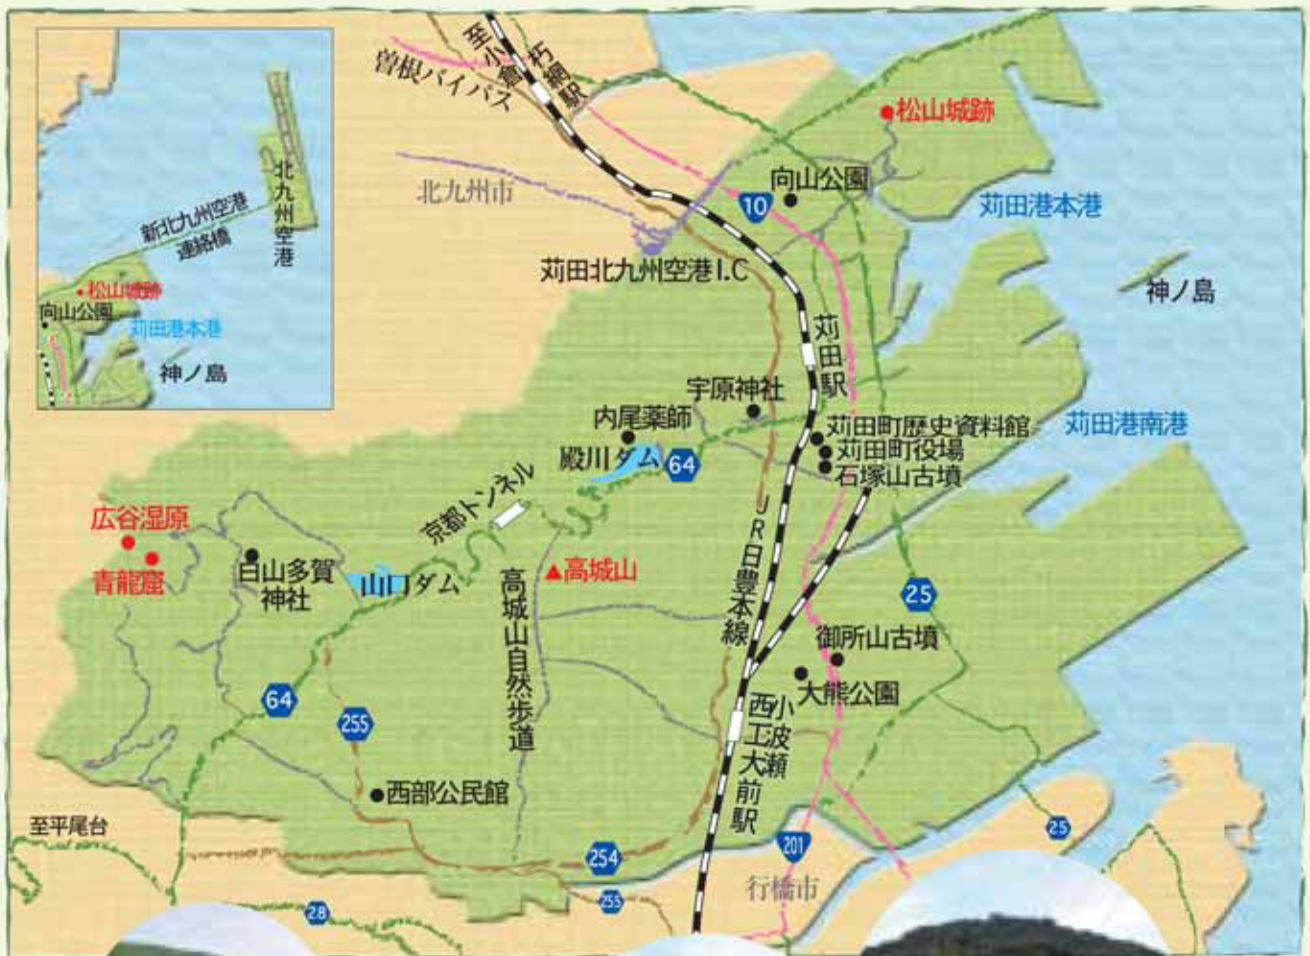 北九州空港
新北九州空港
連絡橋
松山城跡
向山公園
苅田港本港
神ノ島
至小倉
朽網駅
曽根バイパス
松山城跡
北九州市
向山公園
10
苅田港本港
苅田北九州空港I.C
神ノ島
苅田駅
宇原神社
内尾薬師
殿川ダム
64
苅田町歴史資料館
苅田町役場
石塚山古墳
苅田港南港
京都トンネル
広谷湿原
青龍窟
白山多賀
神社
山口ダム
高城山
高城山自然歩道
JR日豊本線
25
御所山古墳
大熊公園
64
255
小波瀬
西工大前駅
西部公民館
至平尾台
254
201
25
28
255
行橋市